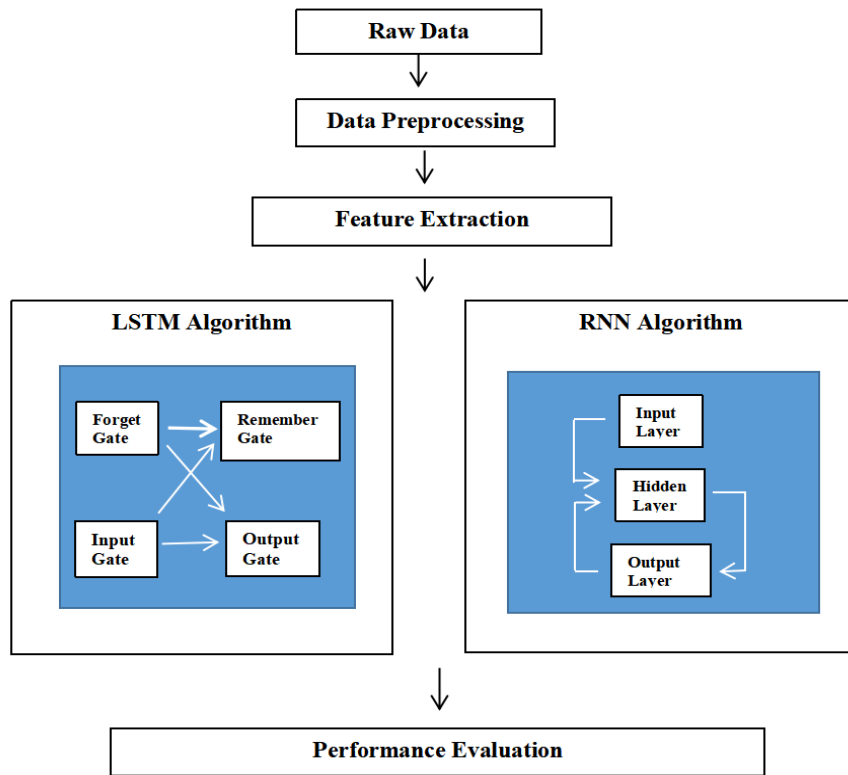 Raw Data
Data Preprocessing
Feature Extraction
LSTM Algorithm
Forget
Gate
Remember
Gate
Input
Gate
Output
Gate
RNN Algorithm
Input
Layer
Hidden
Layer
Output
Layer
Performance Evaluation